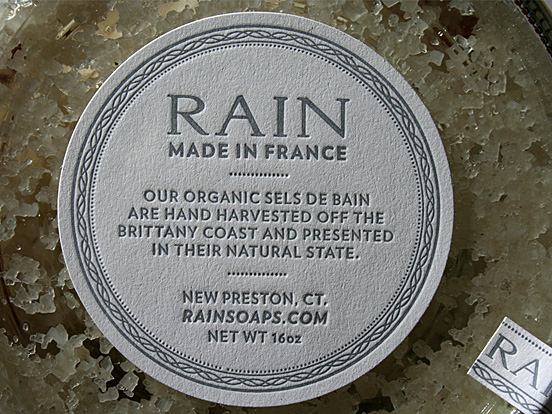 RAIN
MADE IN FRANCE
OUR ORGANIC SELS DE BAIN
ARE HAND HARVESTED OFF THE
BRITTANY COAST AND PRESENTED
IN THEIR NATURAL STATE.
NEW PRESTON, CT.
RAINSOAPS.COM
NET WT 16oz
RA